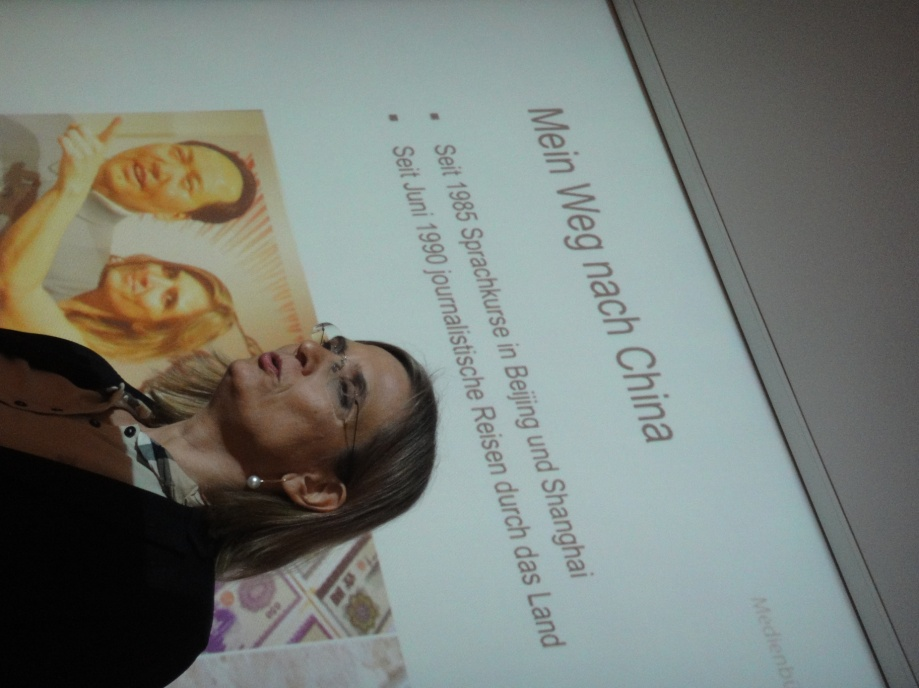 Medienbü
Mein Weg nach China
▪ Seit 1985 Sprachkurse in Beijing und Shanghai
▪ Seit Juni 1990 journalistische Reisen durch das Land